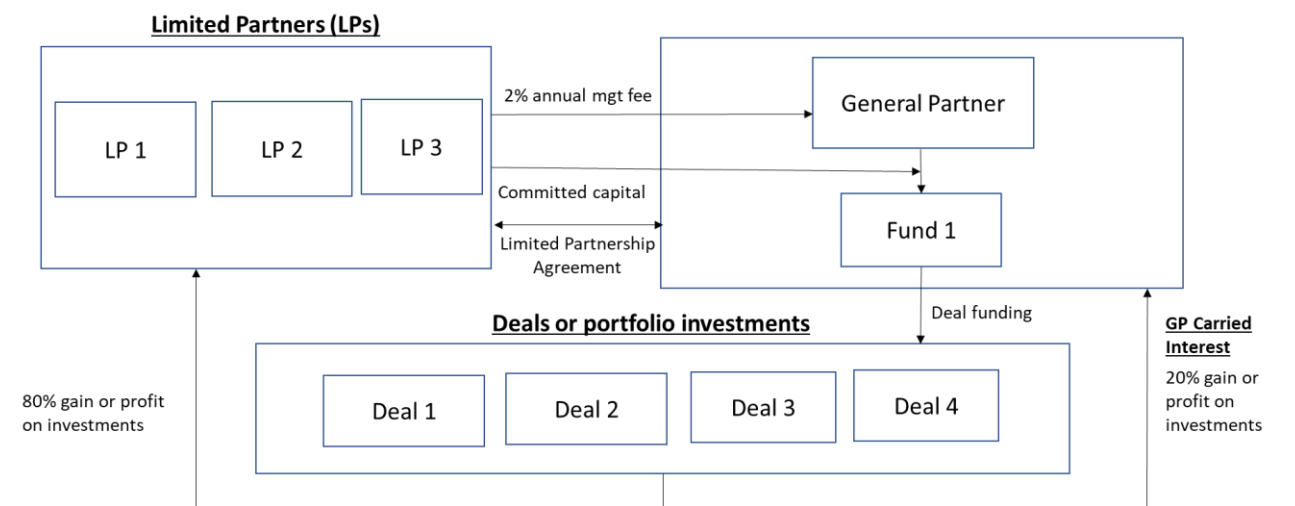 Limited Partners (LPs)
LP 1
LP 2
LP 3
2% annual mgt fee
General Partner
Committed capital
Limited Partnership
Agreement
Fund 1
Deal funding
Deals or portfolio investments
Deal 1
Deal 2
Deal 3
Deal 4
80% gain or profit
on investments
GP Carried
Interest
20% gain or
profit on
investments